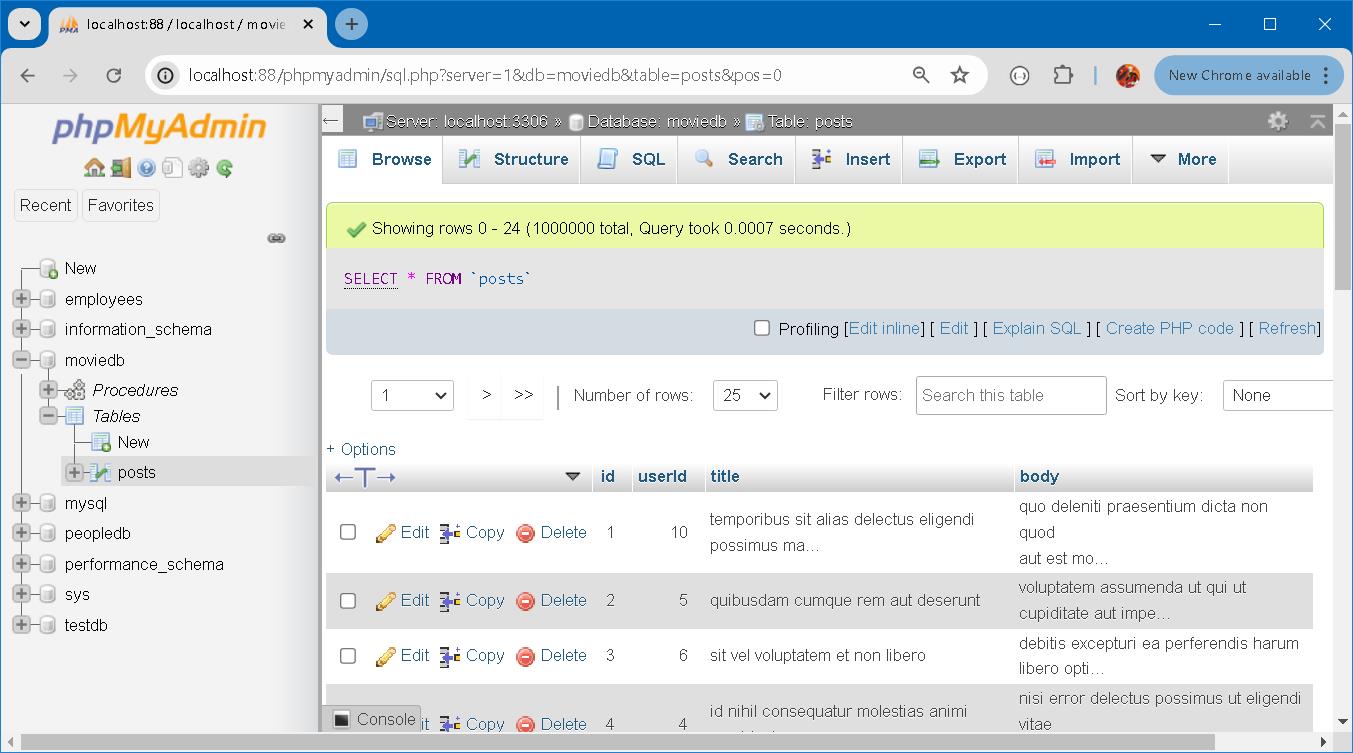 localhost:88 / localhost / movie
localhost:88/phpmyadmin/sql.php?server=1&db=moviedb&table=posts&pos=0
New Chrome available
phpMyAdmin
Recent Favorites
New
employees
information_schema
moviedb
Procedures
Tables
New
posts
mysql
peopledb
performance_schema
sys
testdb
Server: localhost:3306 » Database: moviedb » Table: posts
Browse Structure SQL Search Insert Export Import More
Showing rows 0 - 24 (1000000 total, Query took 0.0007 seconds.)
SELECT * FROM `posts`
Profiling [Edit inline] [ Edit ] [ Explain SQL ] [ Create PHP code ] [ Refresh]
1 > >> | Number of rows: 25 Filter rows: Search this table Sort by key: None
+ Options
←T→ id userId title body
Edit Copy Delete 1 10 temporibus sit alias delectus eligendi
possimus ma...
quo deleniti praesentium dicta non
quod
aut est mo...
Edit Copy Delete 2 5 quibusdam cumque rem aut deserunt
voluptatem assumenda ut qui ut
cupiditate aut impe...
Edit Copy Delete 3 6 sit vel voluptatem et non libero
debitis excepturi ea perferendis harum
libero opti...
Copy Delete 4 4 id nihil consequatur molestias animi
nisi error delectus possimus ut eligendi
vitae
Console